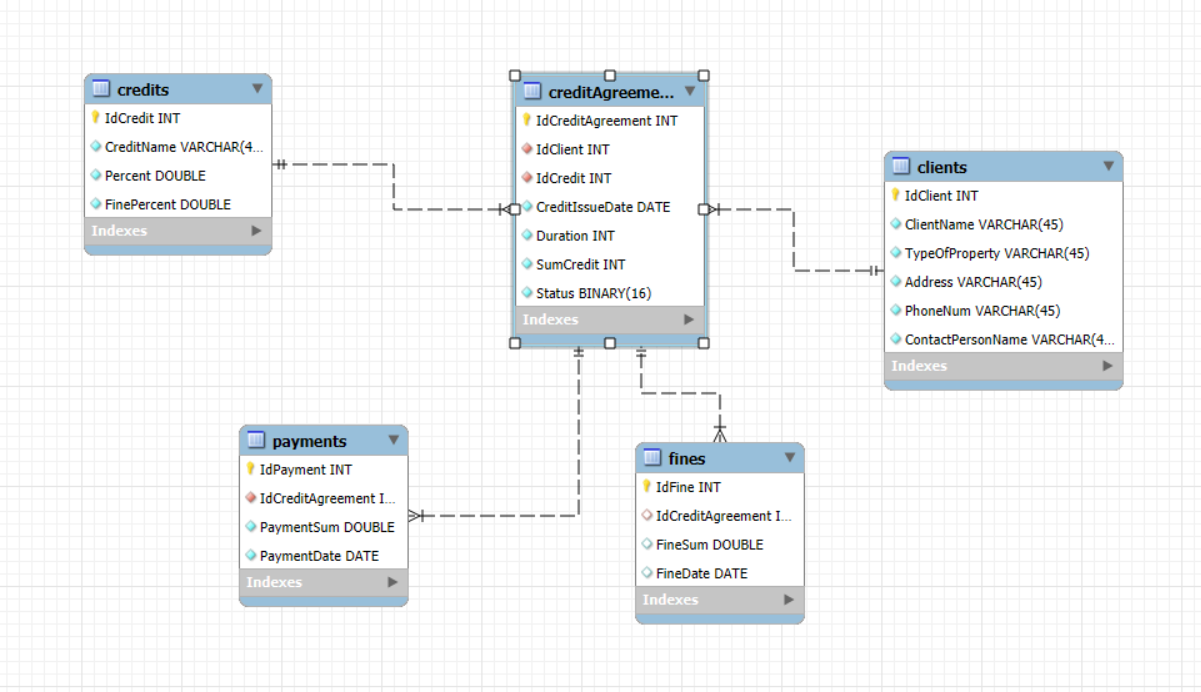 credits
IdCredit INT
CreditName VARCHAR(4...
Percent DOUBLE
FinePercent DOUBLE
Indexes
creditAgreeme...
IdCreditAgreement INT
IdClient INT
IdCredit INT
CreditIssueDate DATE
Duration INT
SumCredit INT
Status BINARY(16)
Indexes
clients
IdClient INT
ClientName VARCHAR(45)
TypeOfProperty VARCHAR(45)
Address VARCHAR(45)
PhoneNum VARCHAR(45)
ContactPersonName VARCHAR(4...
Indexes
payments
IdPayment INT
IdCreditAgreement I...
PaymentSum DOUBLE
PaymentDate DATE
Indexes
fines
IdFine INT
IdCreditAgreement I...
FineSum DOUBLE
FineDate DATE
Indexes